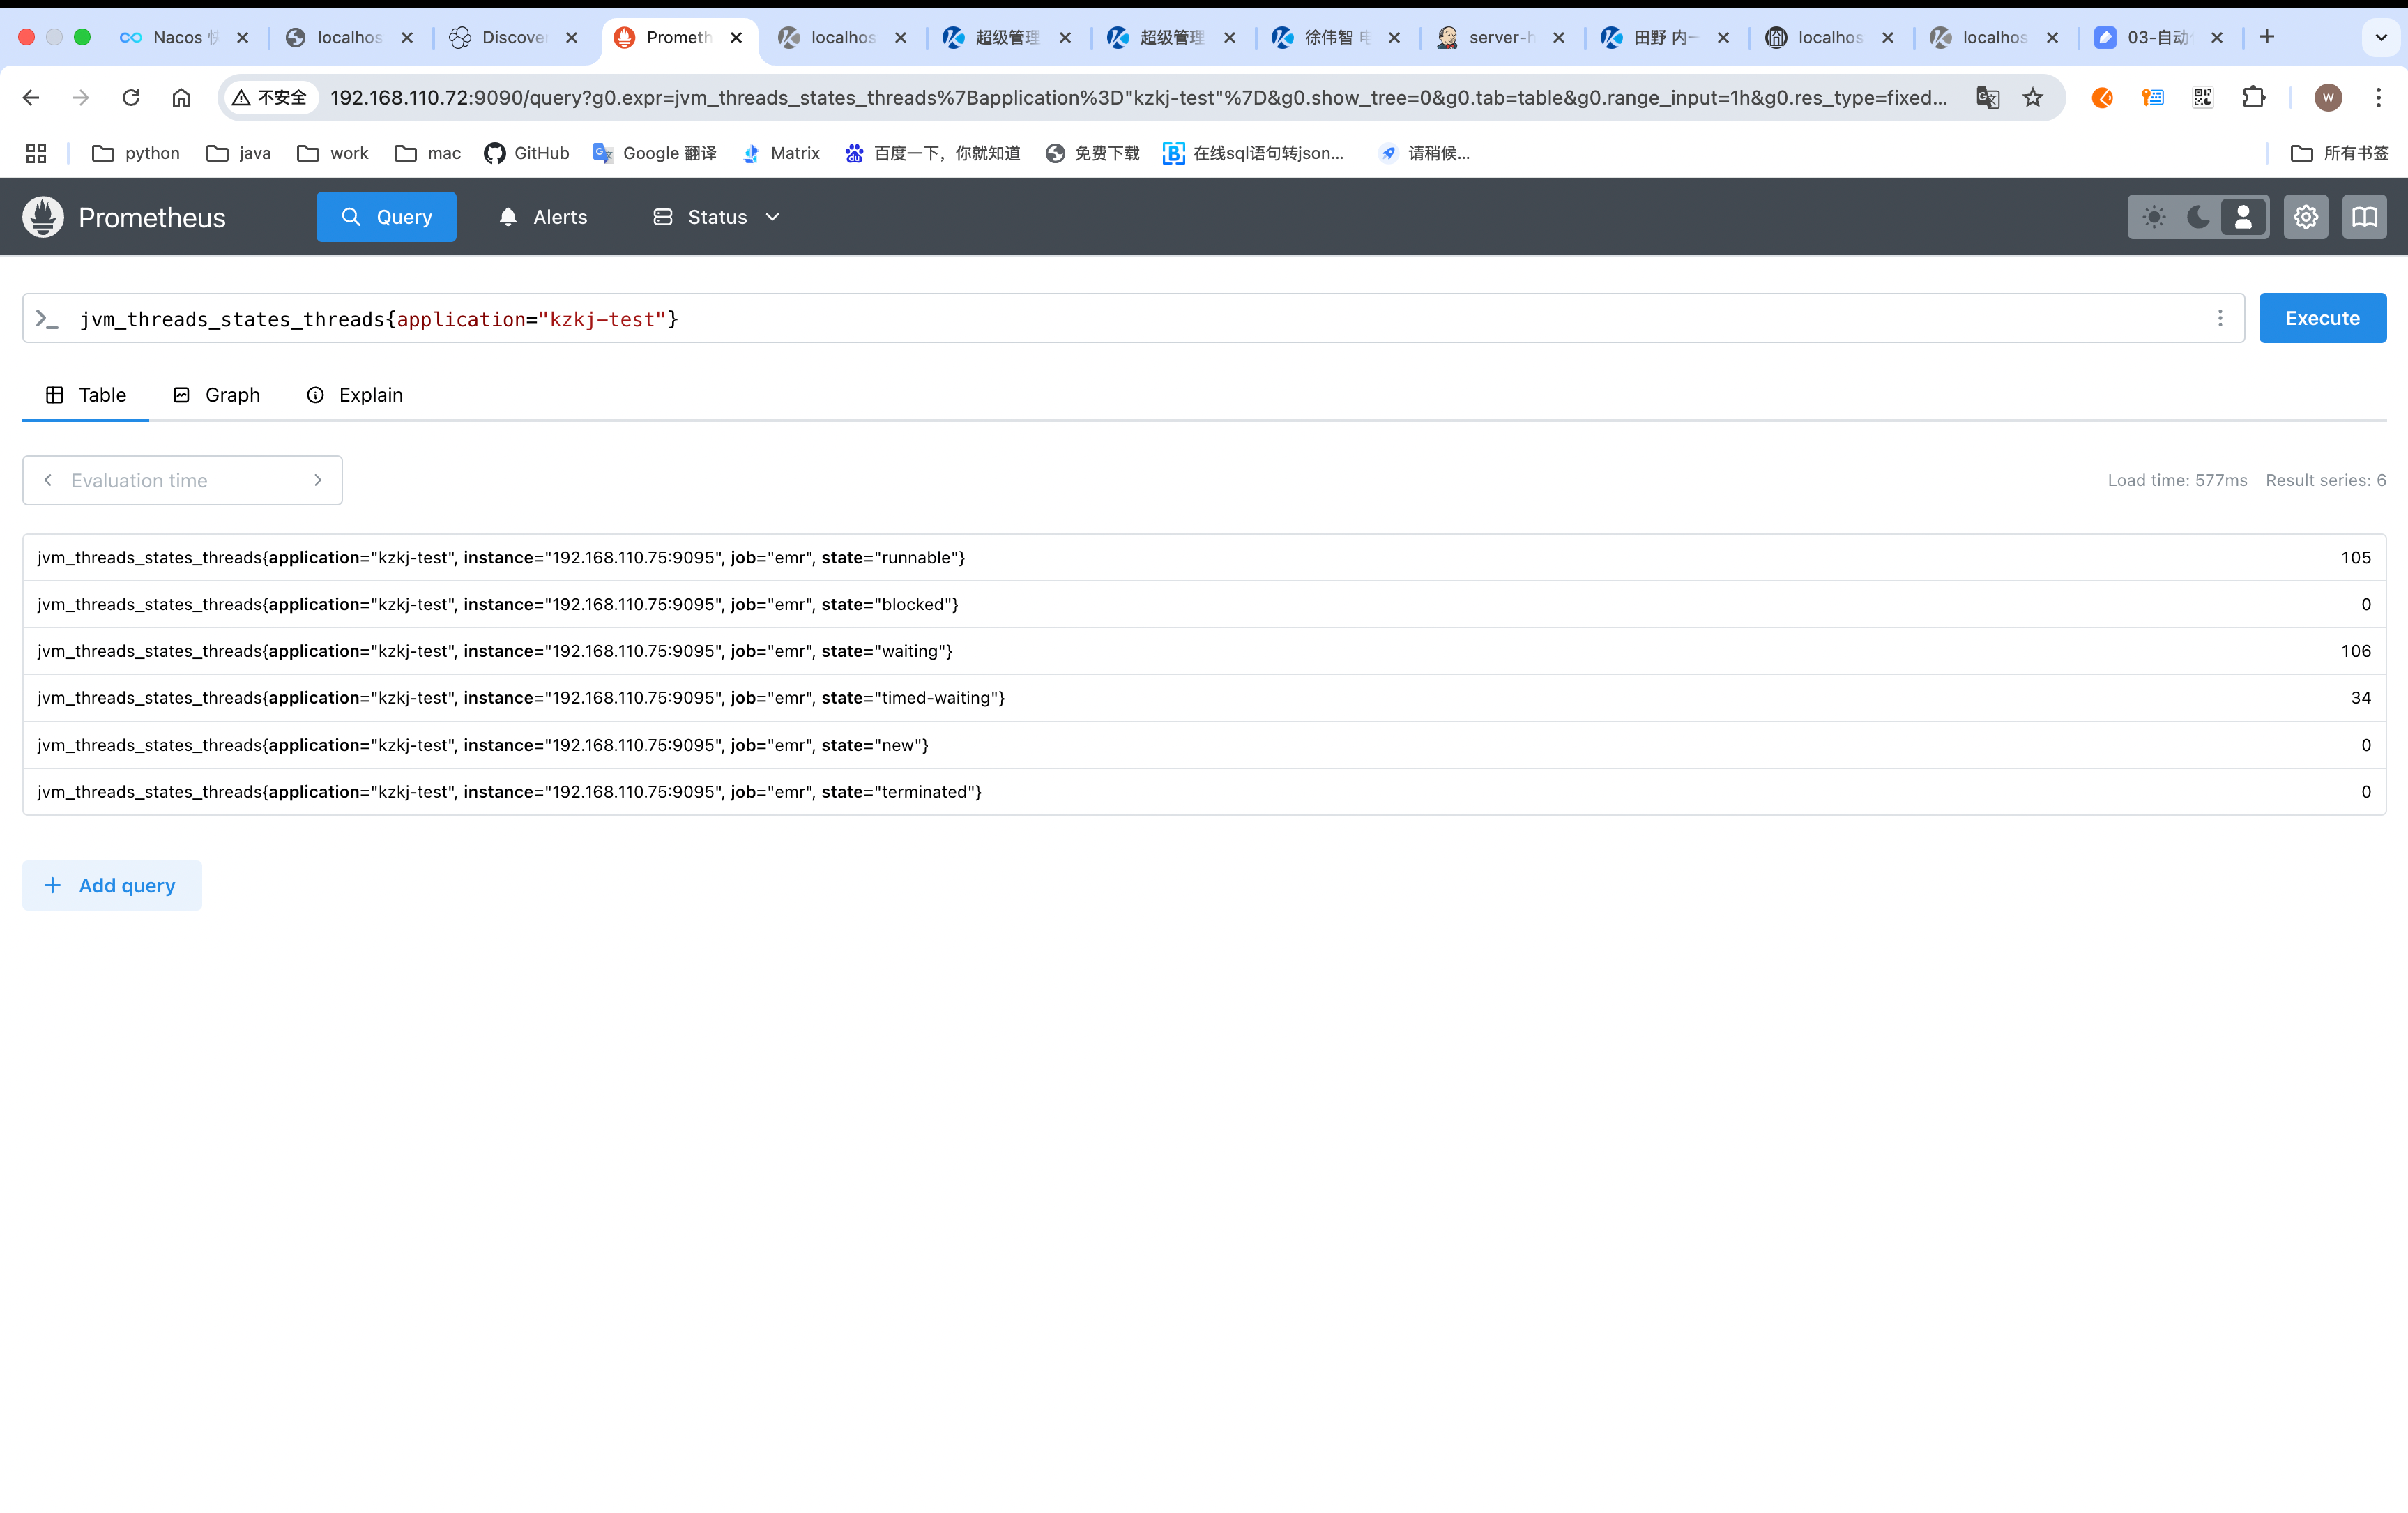 Nacos
localhos
Discover
Prometh
localhos
超级管理
超级管理
徐伟智
server-h
田野 内一
localhos
localhos
03-自动
不安全
192.168.110.72:9090/query?g0.expr=jvm_threads_states_threads%7Bapplication%3D"kzkj-test"%7D&g0.show_tree=0&g0.tab=table&g0.range_input=1h&g0.res_type=fixed...
W
python
java
work
mac
GitHub
Google 翻译
Matrix
百度一下，你就知道
免费下载
在线sql语句转json...
请稍候...
所有书签
Prometheus
Query
Alerts
Status
jvm_threads_states_threads{application="kzkj-test"}
Execute
Table
Graph
Explain
Evaluation time
Load time: 577ms Result series: 6
jvm_threads_states_threads{application="kzkj-test", instance="192.168.110.75:9095", job="emr", state="runnable"} 105
jvm_threads_states_threads{application="kzkj-test", instance="192.168.110.75:9095", job="emr", state="blocked"} 0
jvm_threads_states_threads{application="kzkj-test", instance="192.168.110.75:9095", job="emr", state="waiting"} 106
jvm_threads_states_threads{application="kzkj-test", instance="192.168.110.75:9095", job="emr", state="timed-waiting"} 34
jvm_threads_states_threads{application="kzkj-test", instance="192.168.110.75:9095", job="emr", state="new"} 0
jvm_threads_states_threads{application="kzkj-test", instance="192.168.110.75:9095", job="emr", state="terminated"} 0
Add query